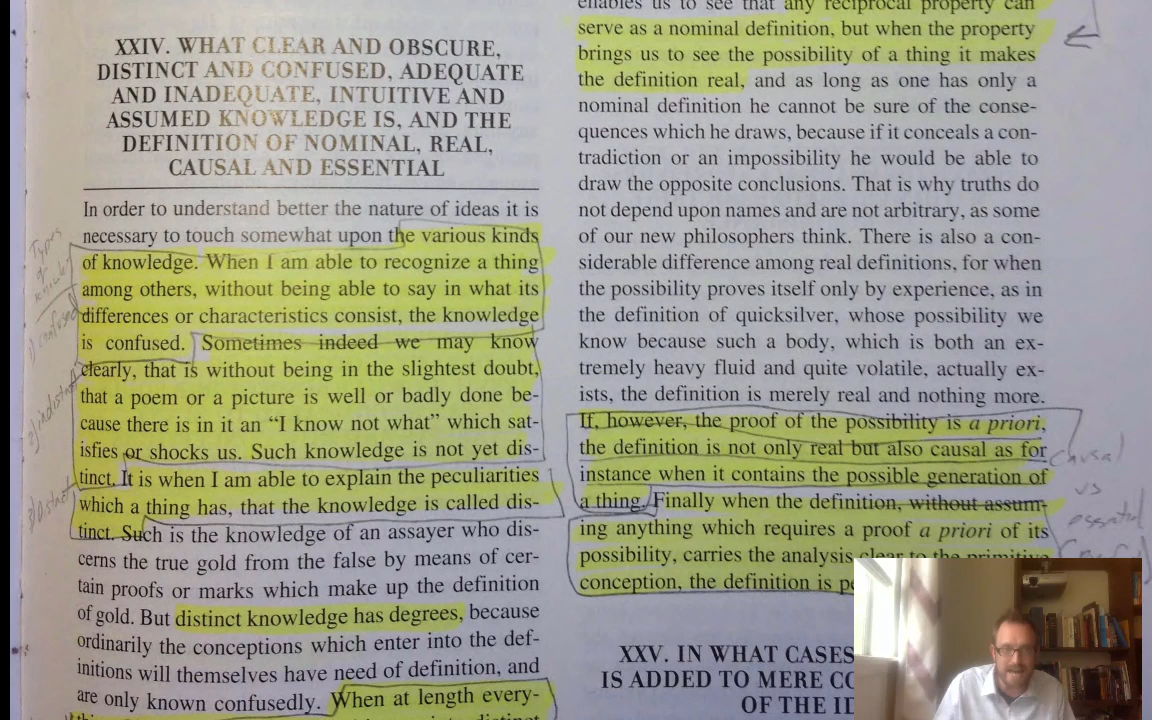 XXIV. WHAT CLEAR AND OBSCURE,
DISTINCT AND CONFUSED, ADEQUATE
AND INADEQUATE, INTUITIVE AND
ASSUMED KNOWLEDGE IS, AND THE
DEFINITION OF NOMINAL, REAL,
CAUSAL AND ESSENTIAL
In order to understand better the nature of ideas it is
necessary to touch somewhat upon the various kinds
of knowledge. When I am able to recognize a thing
among others, without being able to say in what its
differences or characteristics consist, the knowledge
is confused. Sometimes indeed we may know
clearly, that is without being in the slightest doubt,
that a poem or a picture is well or badly done be-
cause there is in it an “I know not what” which sat-
isfies or shocks us. Such knowledge is not yet dis-
tinct. It is when I am able to explain the peculiarities
which a thing has, that the knowledge is called dis-
tinct. Such is the knowledge of an assayer who dis-
cerns the true gold from the false by means of cer-
tain proofs or marks which make up the definition
of gold. But distinct knowledge has degrees, because
ordinarily the conceptions which enter into the def-
initions will themselves have need of definition, and
are only known confusedly. When at length every-
Types
of
1) confused
3) Distinct
enables us to see that any reciprocal property can
serve as a nominal definition, but when the property
brings us to see the possibility of a thing it makes
the definition real, and as long as one has only a
nominal definition he cannot be sure of the conse-
quences which he draws, because if it conceals a con-
tradiction or an impossibility he would be able to
draw the opposite conclusions. That is why truths do
not depend upon names and are not arbitrary, as some
of our new philosophers think. There is also a con-
siderable difference among real definitions, for when
the possibility proves itself only by experience, as in
the definition of quicksilver, whose possibility we
know because such a body, which is both an ex-
tremely heavy fluid and quite volatile, actually ex-
ists, the definition is merely real and nothing more.
If, however, the proof of the possibility is a priori,
the definition is not only real but also causal as for
instance when it contains the possible generation of
a thing. Finally when the definition, without assum-
ing anything which requires a proof a priori of its
possibility, carries the analysis clear to the primitive
conception, the definition is
causal
vs
essential
XXV. IN WHAT CASES
IS ADDED TO MERE
OF THE